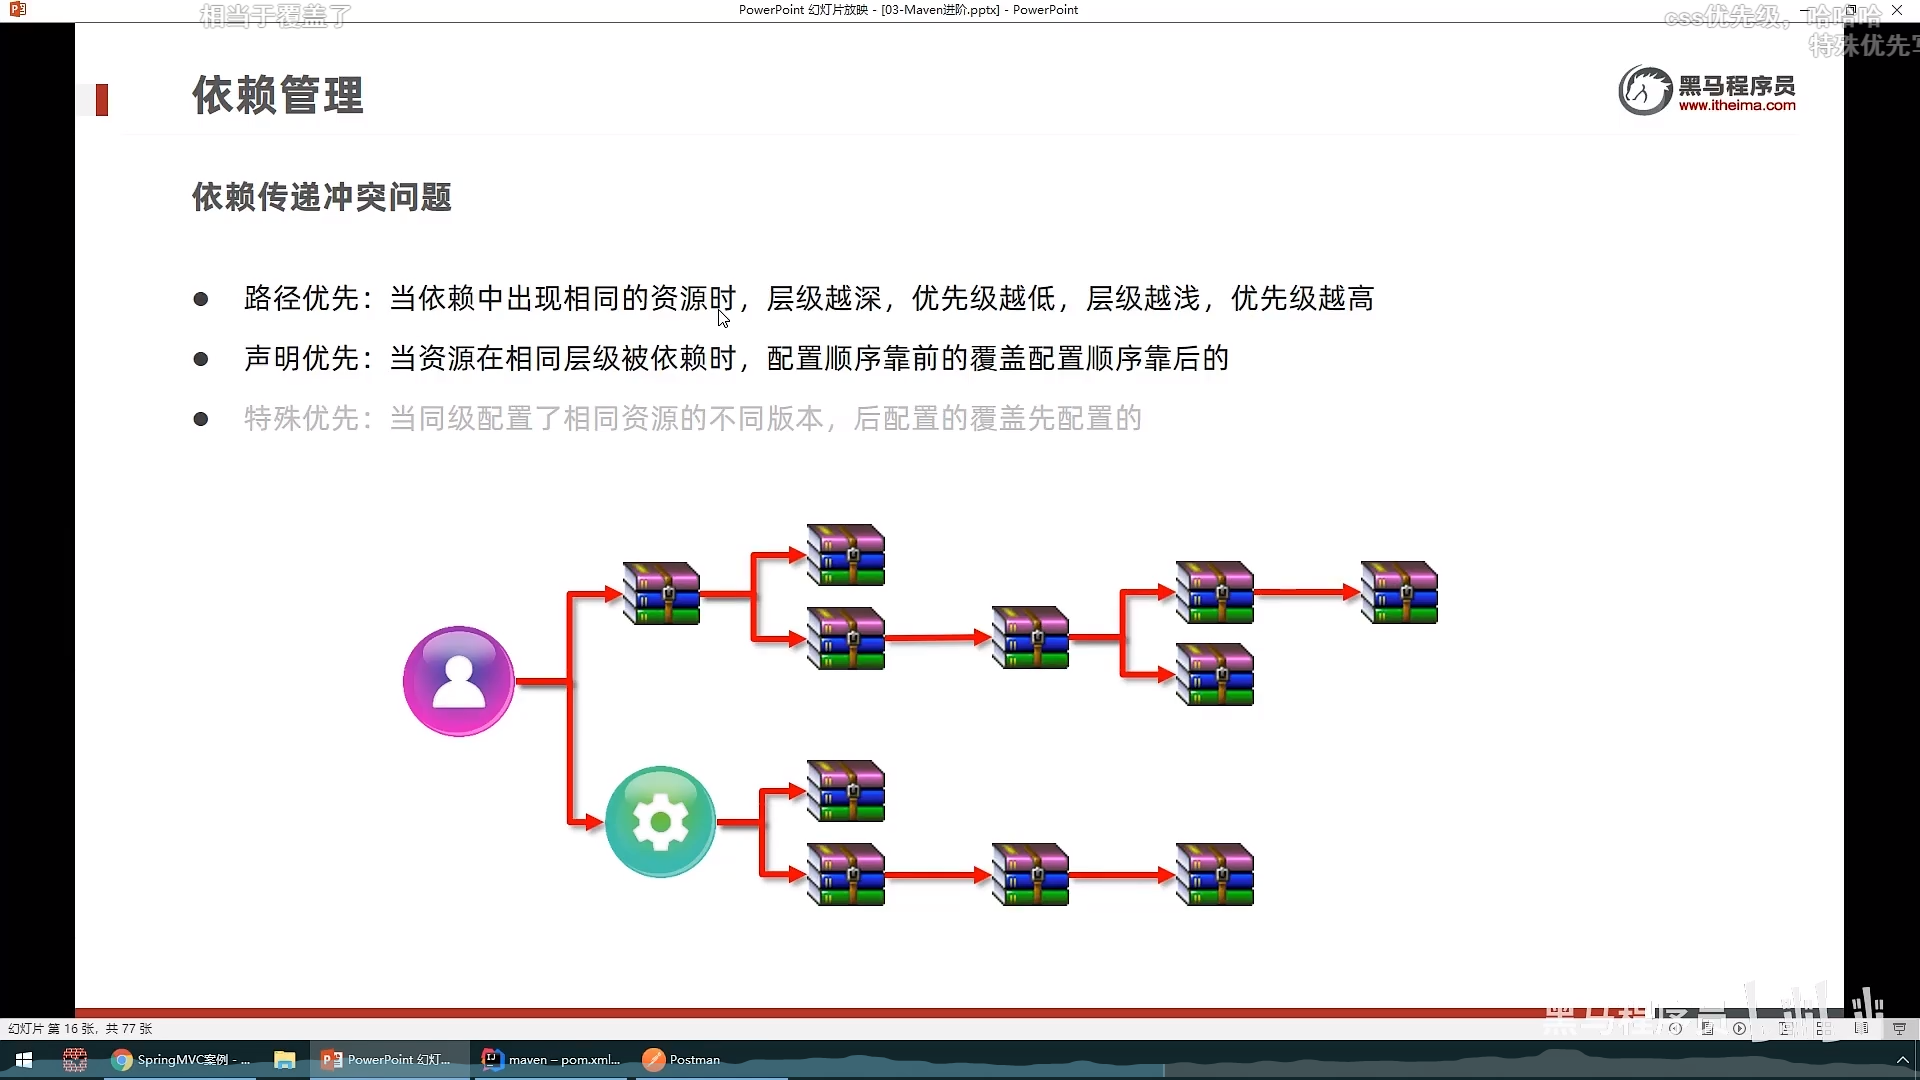 PowerPoint 幻灯片放映 - [03-Maven进阶.pptx] - PowerPoint
相当于覆盖了
css优先级，哈哈哈
依赖管理
黑马程序员
www.itheima.com
依赖传递冲突问题
● 路径优先：当依赖中出现相同的资源时，层级越深，优先级越低，层级越浅，优先级越高
● 声明优先：当资源在相同层级被依赖时，配置顺序靠前的覆盖配置顺序靠后的
● 特殊优先：当同级配置了相同资源的不同版本，后配置的覆盖先配置的
幻灯片 第 16 张，共 77 张
SpringMVC案例 - ...
PowerPoint 幻灯...
maven – pom.xml...
Postman